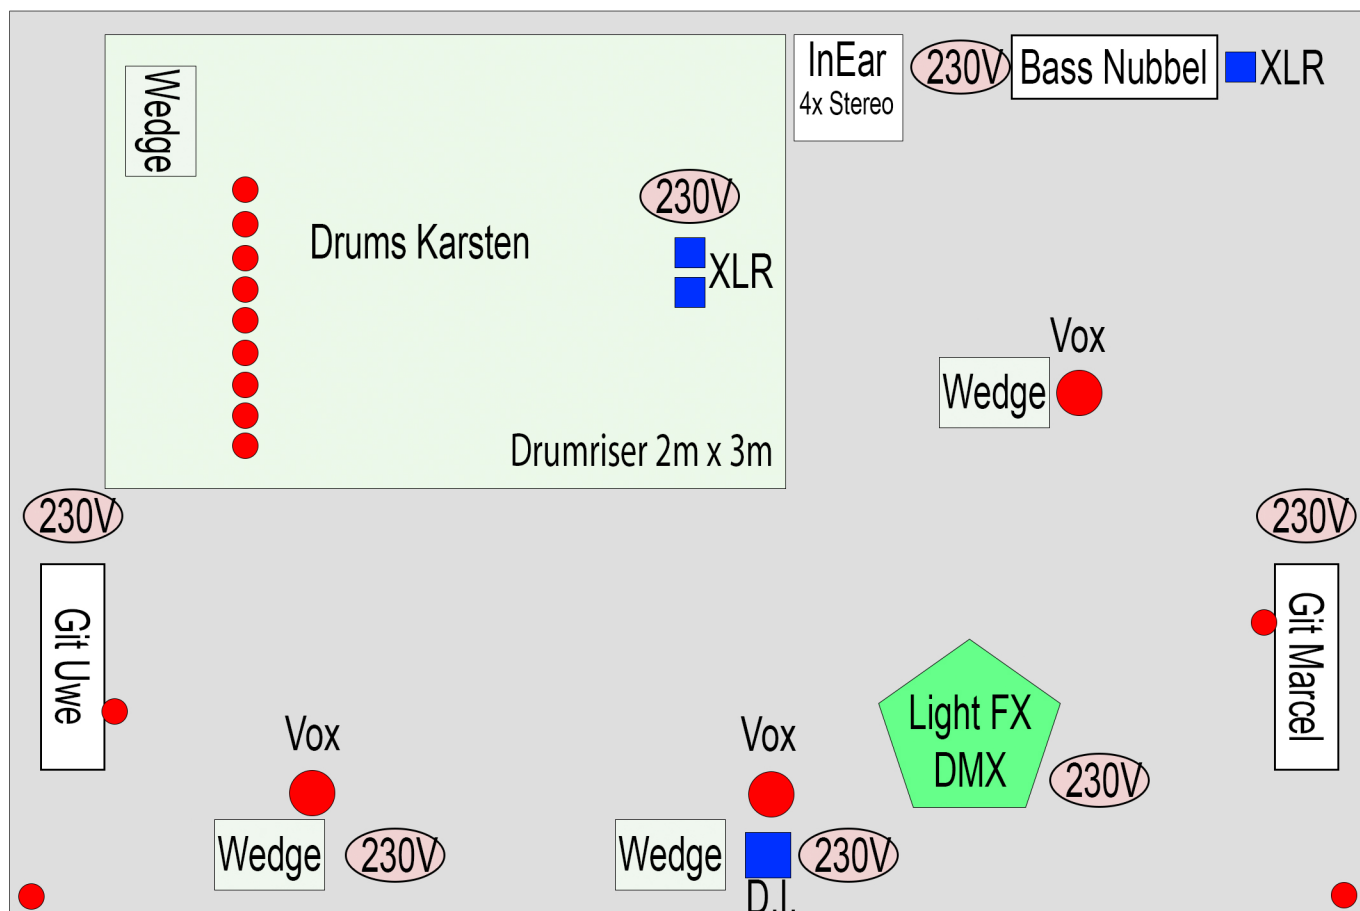 InEar
4x Stereo
230V
Bass Nubbel
XLR
Wedge
230V
Drums Karsten
XLR
Vox
Wedge
Drumriser 2m x 3m
230V
230V
Git Uwe
Git Marcel
Light FX
DMX
230V
Vox
Vox
Wedge
230V
Wedge
230V
D.I.